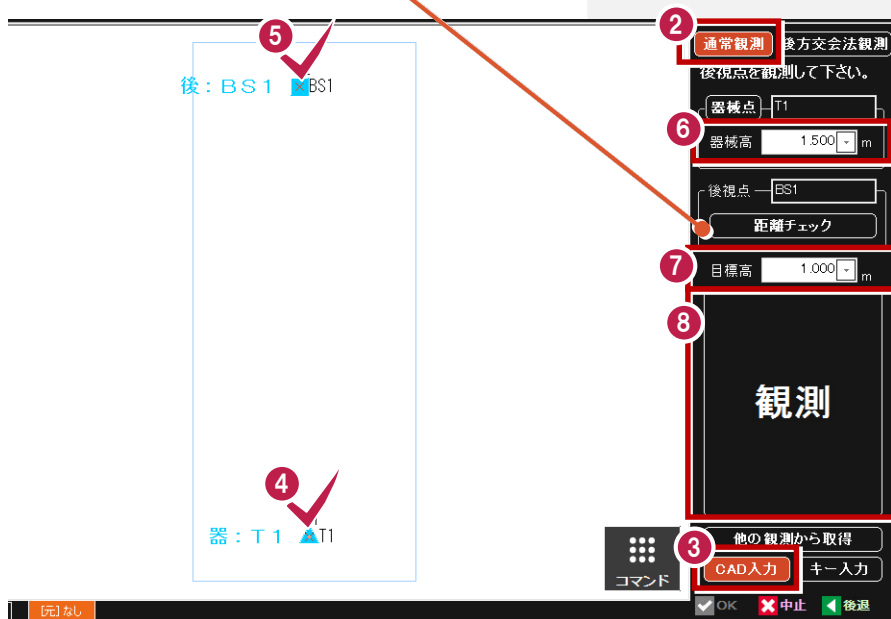 2
通常観測 後方交会法観測
後視点を観測して下さい。
器械点 T1
6
器械高 1.500 m
後視点 BS1
距離チェック
7
目標高 1.000 m
8
観測
他の観測から取得
3
CAD入力 キー入力
OK 中止 後退
5
後：BS1 BS1
4
器：T1 T1
コマンド
[元]なし